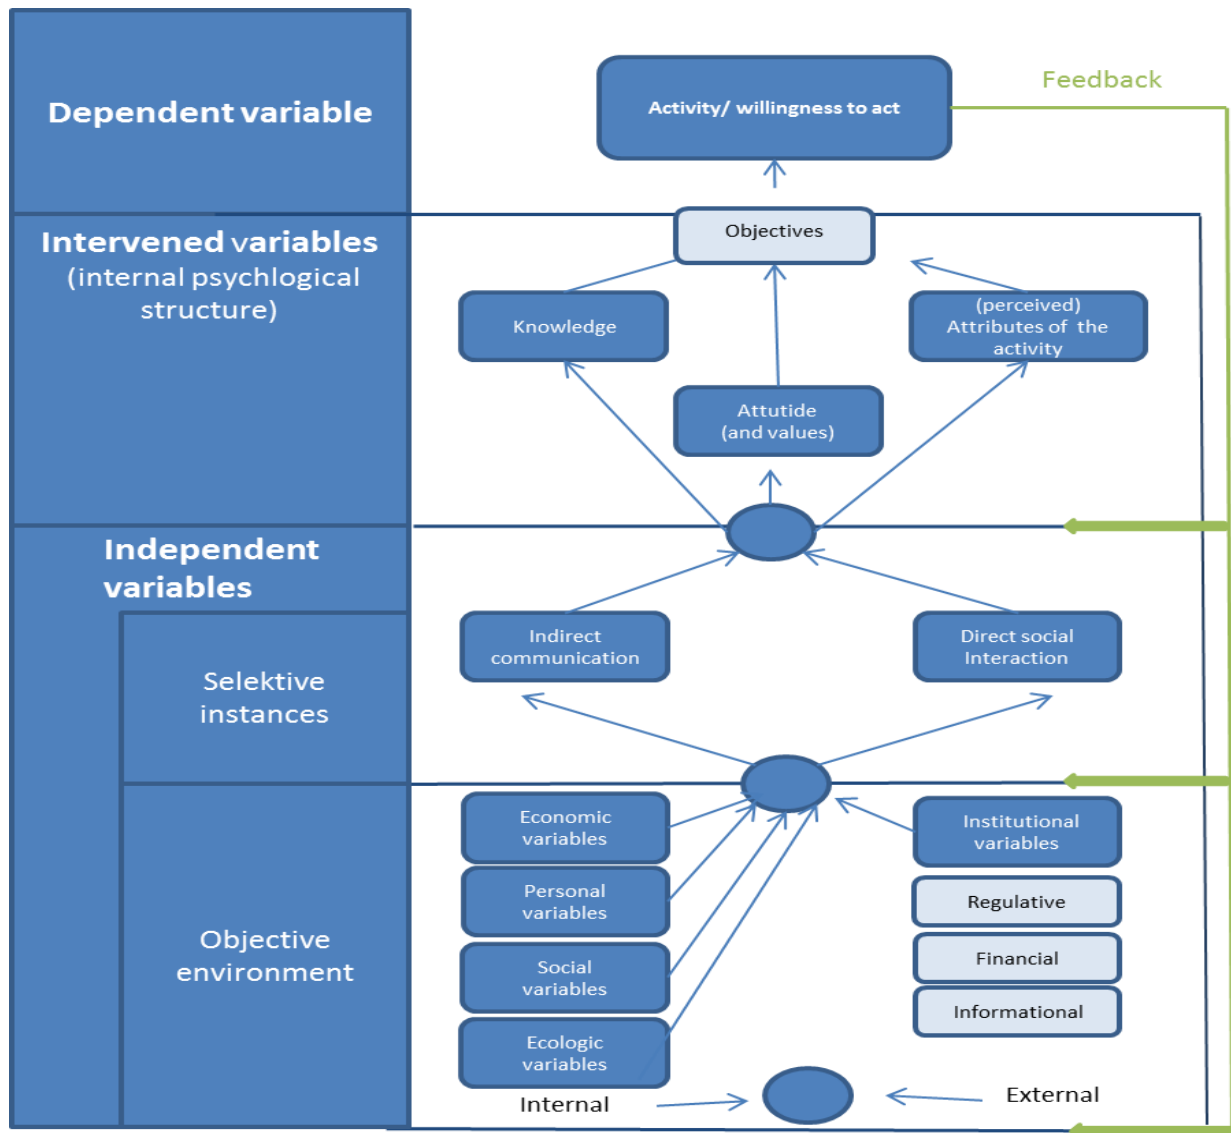 Dependent variable
Activity/ willingness to act
Feedback
Intervened variables
(internal psychlogical
structure)
Objectives
Knowledge
(perceived)
Attributes of the
activity
Attutide
(and values)
Independent
variables
Selektive
instances
Indirect
communication
Direct social
Interaction
Objective
environment
Economic
variables
Personal
variables
Social
variables
Ecologic
variables
Institutional
variables
Regulative
Financial
Informational
Internal
External